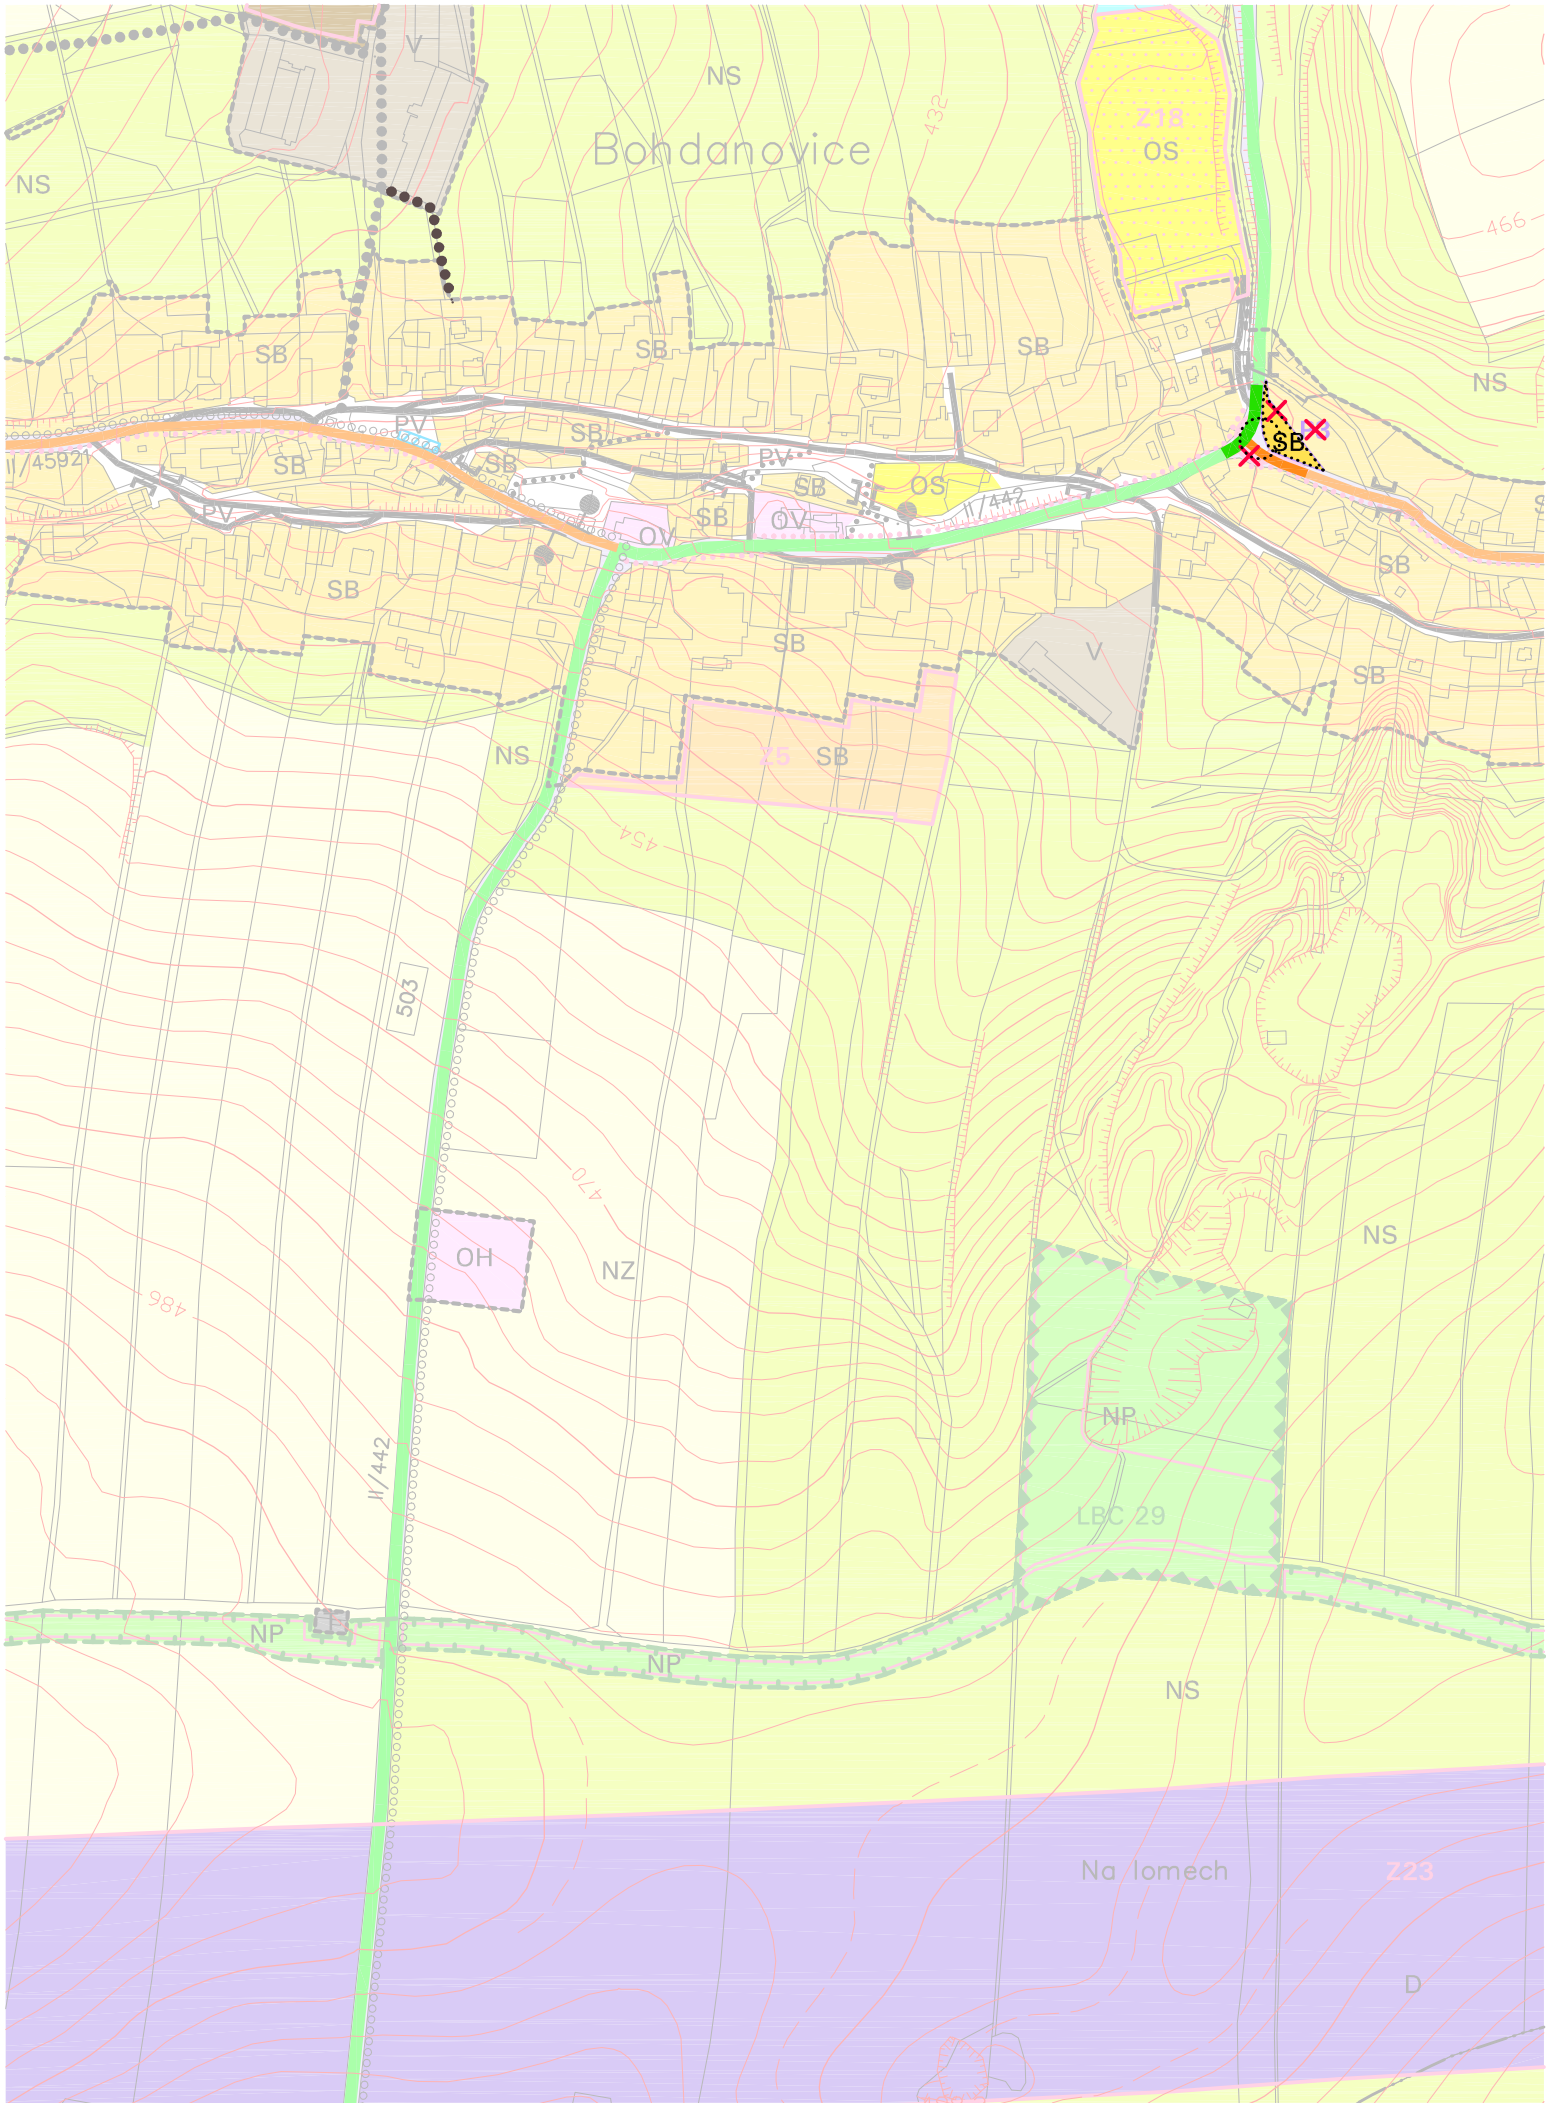 V
NS
Z18
OS
432
Bohdanovice
NS
466
SB
SB
SB
NS
PV
SB
SB
SB
II/45921
SB
PV
SB
OS
II/442
PV
SB
OV
OV
SB
SB
SB
V
SB
NS
Z5
SB
454
503
470
OH
NZ
NS
486
NP
II/442
LBC 29
NP
NP
NS
Na lomech
Z23
D